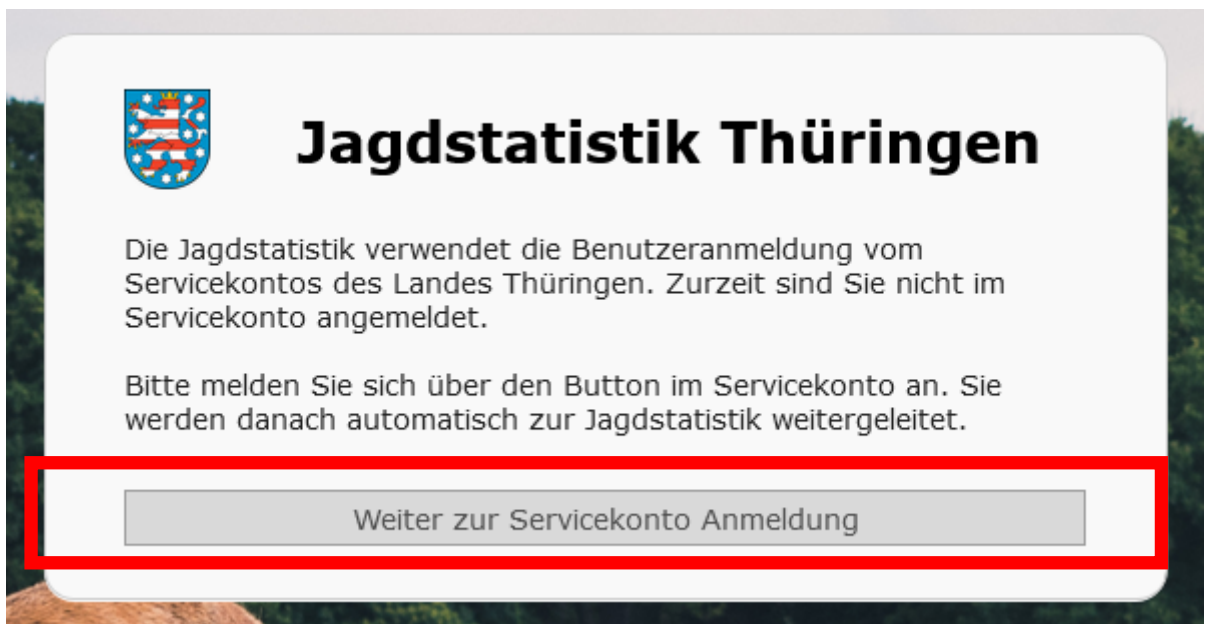 Jagdstatistik Thüringen
Die Jagdstatistik verwendet die Benutzeranmeldung vom
Servicekontos des Landes Thüringen. Zurzeit sind Sie nicht im
Servicekonto angemeldet.
Bitte melden Sie sich über den Button im Servicekonto an. Sie
werden danach automatisch zur Jagdstatistik weitergeleitet.
Weiter zur Servicekonto Anmeldung